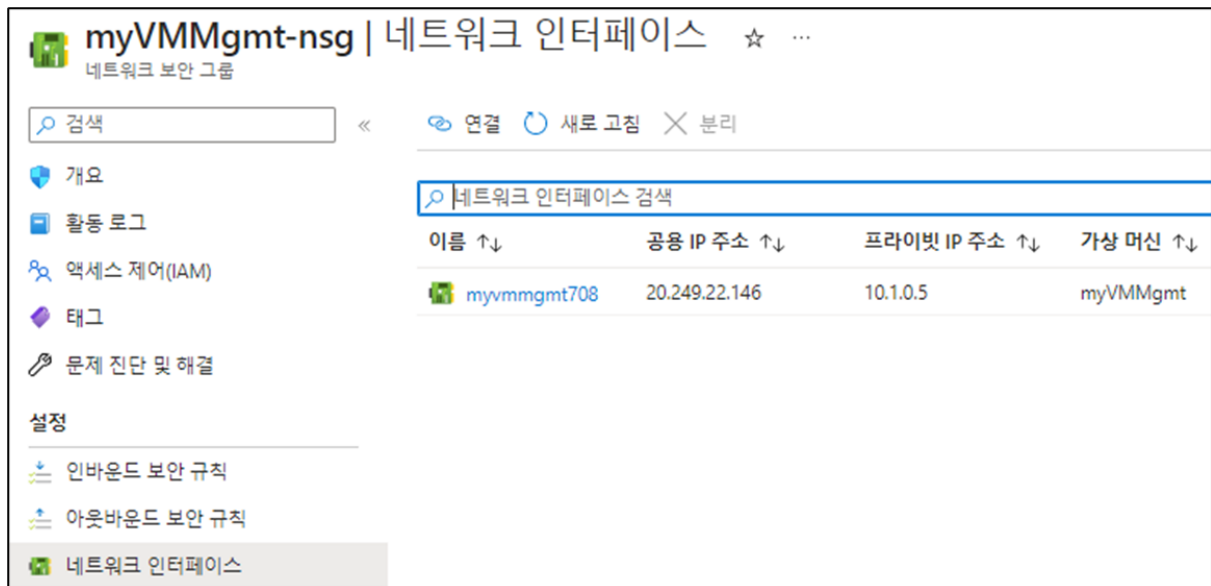 myVMMgmt-nsg | 네트워크 인터페이스 ☆ ···
네트워크 보안 그룹
검색 «
개요
활동 로그
액세스 제어(IAM)
태그
문제 진단 및 해결
설정
인바운드 보안 규칙
아웃바운드 보안 규칙
네트워크 인터페이스
연결 새로 고침 분리
네트워크 인터페이스 검색
이름 ↑↓ 공용 IP 주소 ↑↓ 프라이빗 IP 주소 ↑↓ 가상 머신 ↑↓
myvmmgmt708 20.249.22.146 10.1.0.5 myVMMgmt